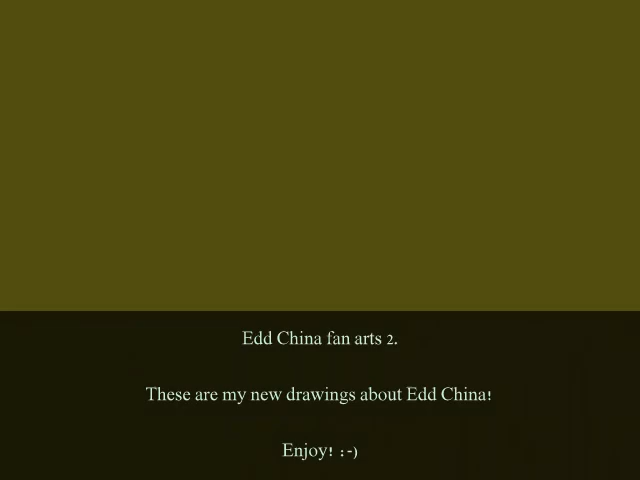 Edd China fan arts 2.
These are my new drawings about Edd China!
Enjoy! :-)